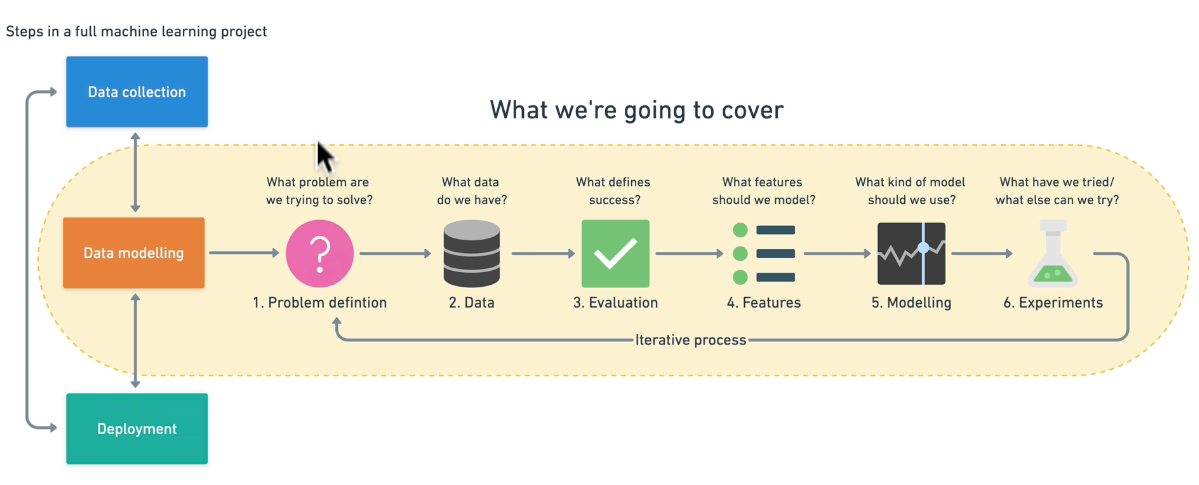 Steps in a full machine learning project
Data collection
What we're going to cover
What problem are
we trying to solve?
What data
do we have?
What defines
success?
What features
should we model?
What kind of model
should we use?
What have we tried/
what else can we try?
Data modelling
?
1. Problem defintion
2. Data
3. Evaluation
4. Features
5. Modelling
6. Experiments
Iterative process
Deployment